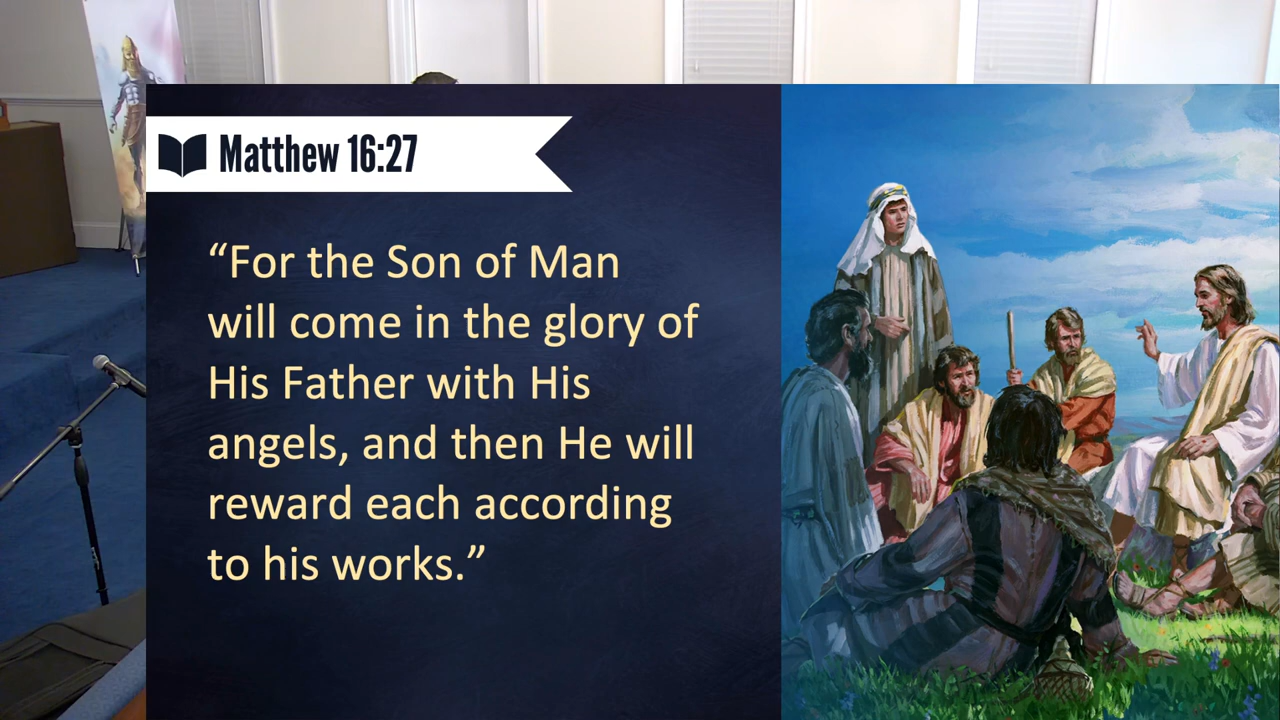 Matthew 16:27
“For the Son of Man
will come in the glory of
His Father with His
angels, and then He will
reward each according
to his works.”